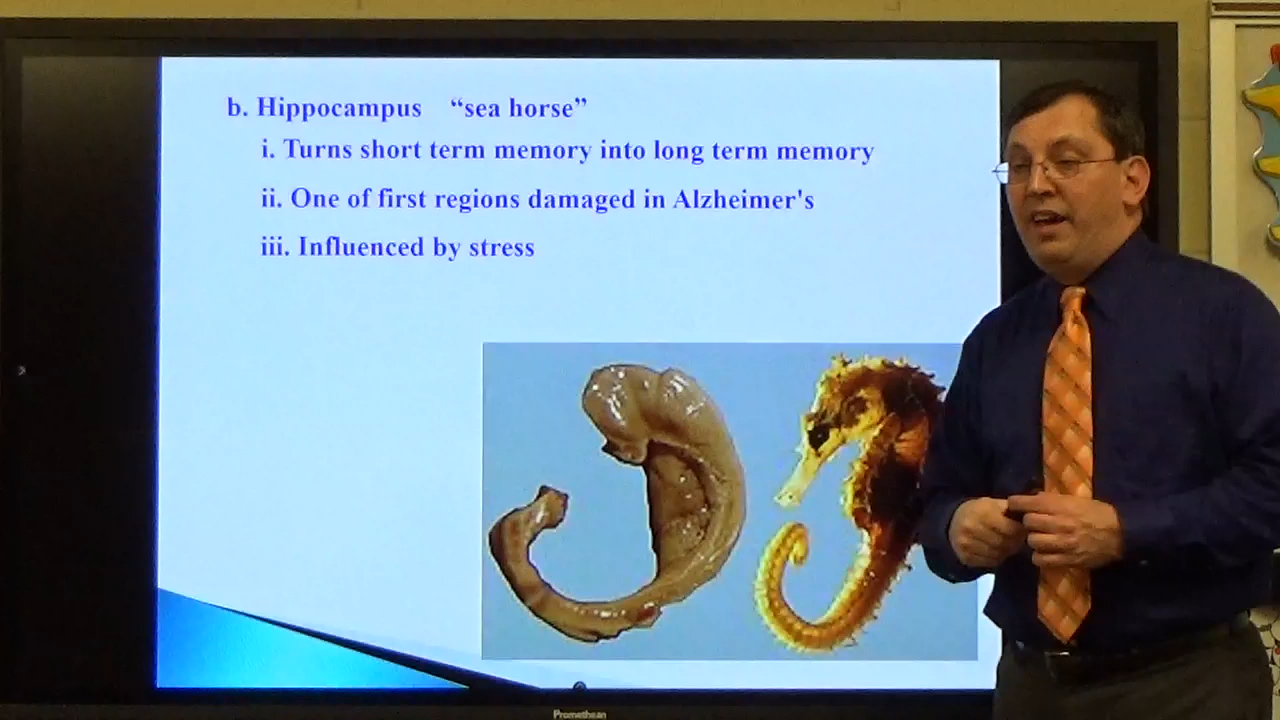 b. Hippocampus “sea horse”
i. Turns short term memory into long term memory
ii. One of first regions damaged in Alzheimer's
iii. Influenced by stress
Promethean